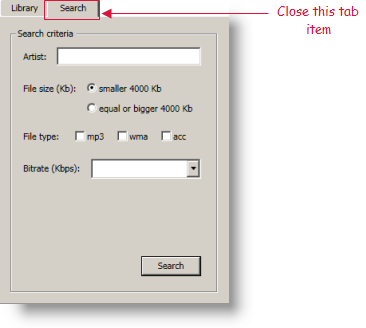 Library Search
Close this tab
item
Search criteria
Artist:
File size (Kb): smaller 4000 Kb
equal or bigger 4000 Kb
File type: mp3 wma acc
Bitrate (Kbps):
Search